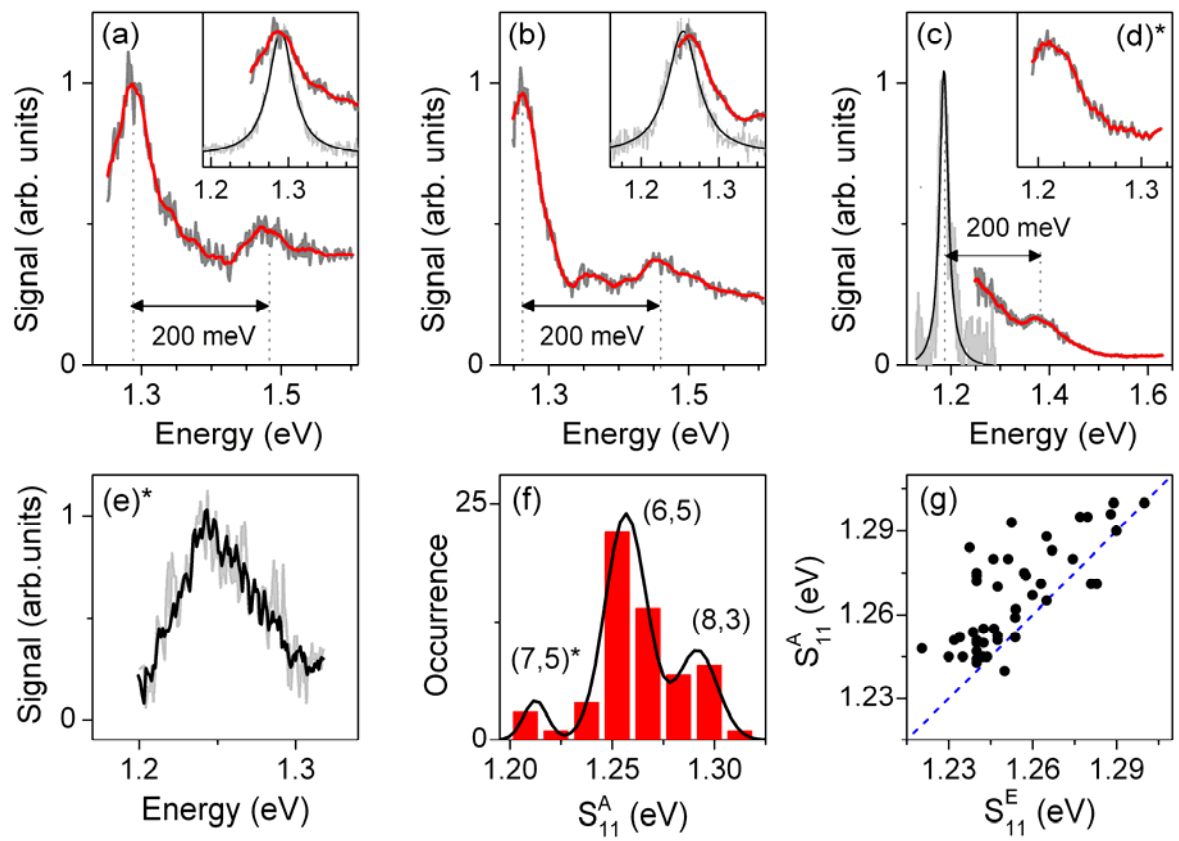 (a)
1
0
Signal (arb. units)
1.2 1.3
200 meV
1.3 1.5
Energy (eV)
(b)
1
0
Signal (arb. units)
1.2 1.3
200 meV
1.3 1.5
Energy (eV)
(c)
(d)*
1
0
Signal (arb. units)
1.2 1.3
200 meV
1.2 1.4 1.6
Energy (eV)
(e)*
1
0
Signal (arb.units)
1.2 1.3
Energy (eV)
(f)
25
0
Occurrence
(6,5)
(8,3)
(7,5)*
1.20 1.25 1.30
S₁₁ᴬ (eV)
(g)
1.29
1.26
1.23
S₁₁ᴬ (eV)
1.23 1.26 1.29
S₁₁ᴱ (eV)